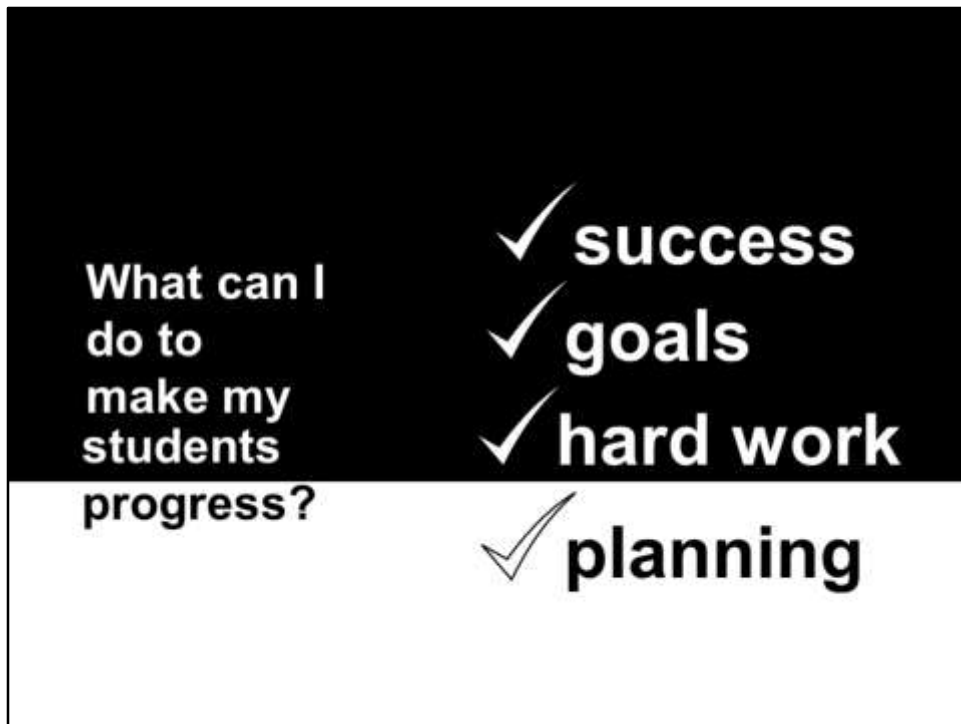 What can I
do to
make my
students
progress?
success
goals
hard work
planning